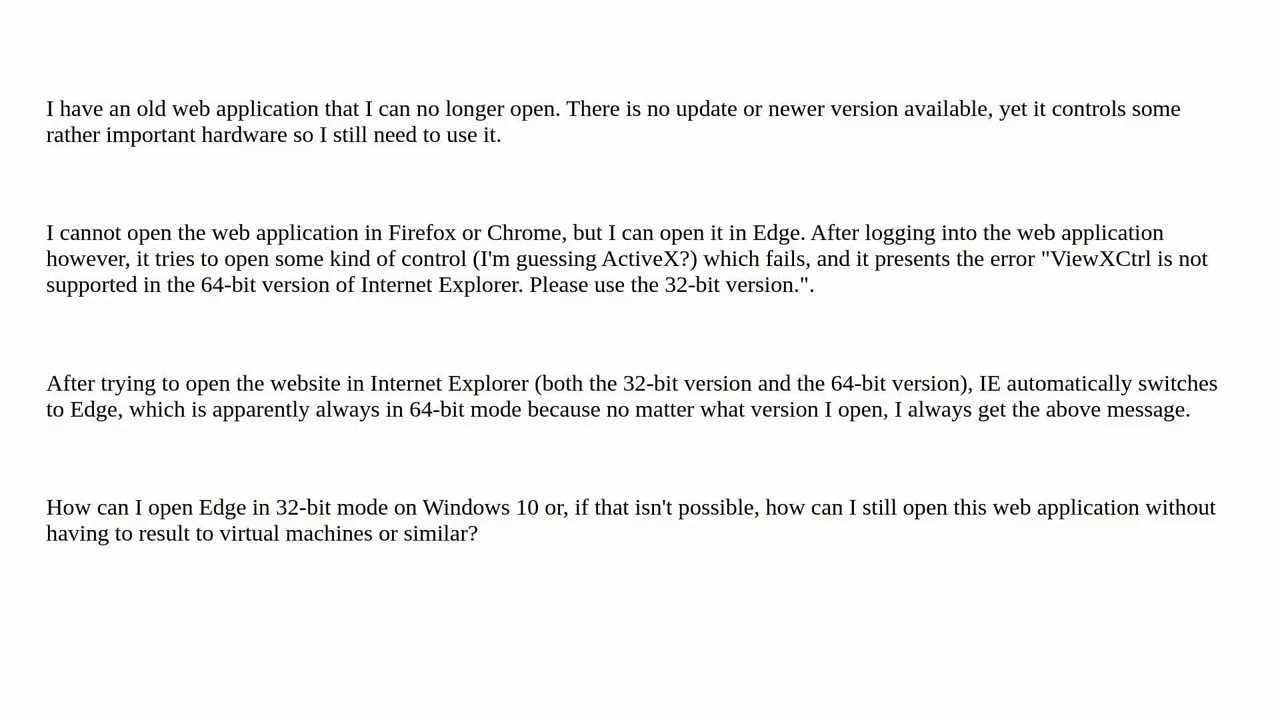 I have an old web application that I can no longer open. There is no update or newer version available, yet it controls some
rather important hardware so I still need to use it.
I cannot open the web application in Firefox or Chrome, but I can open it in Edge. After logging into the web application
however, it tries to open some kind of control (I'm guessing ActiveX?) which fails, and it presents the error "ViewXCtrl is not
supported in the 64-bit version of Internet Explorer. Please use the 32-bit version.".
After trying to open the website in Internet Explorer (both the 32-bit version and the 64-bit version), IE automatically switches
to Edge, which is apparently always in 64-bit mode because no matter what version I open, I always get the above message.
How can I open Edge in 32-bit mode on Windows 10 or, if that isn't possible, how can I still open this web application without
having to result to virtual machines or similar?